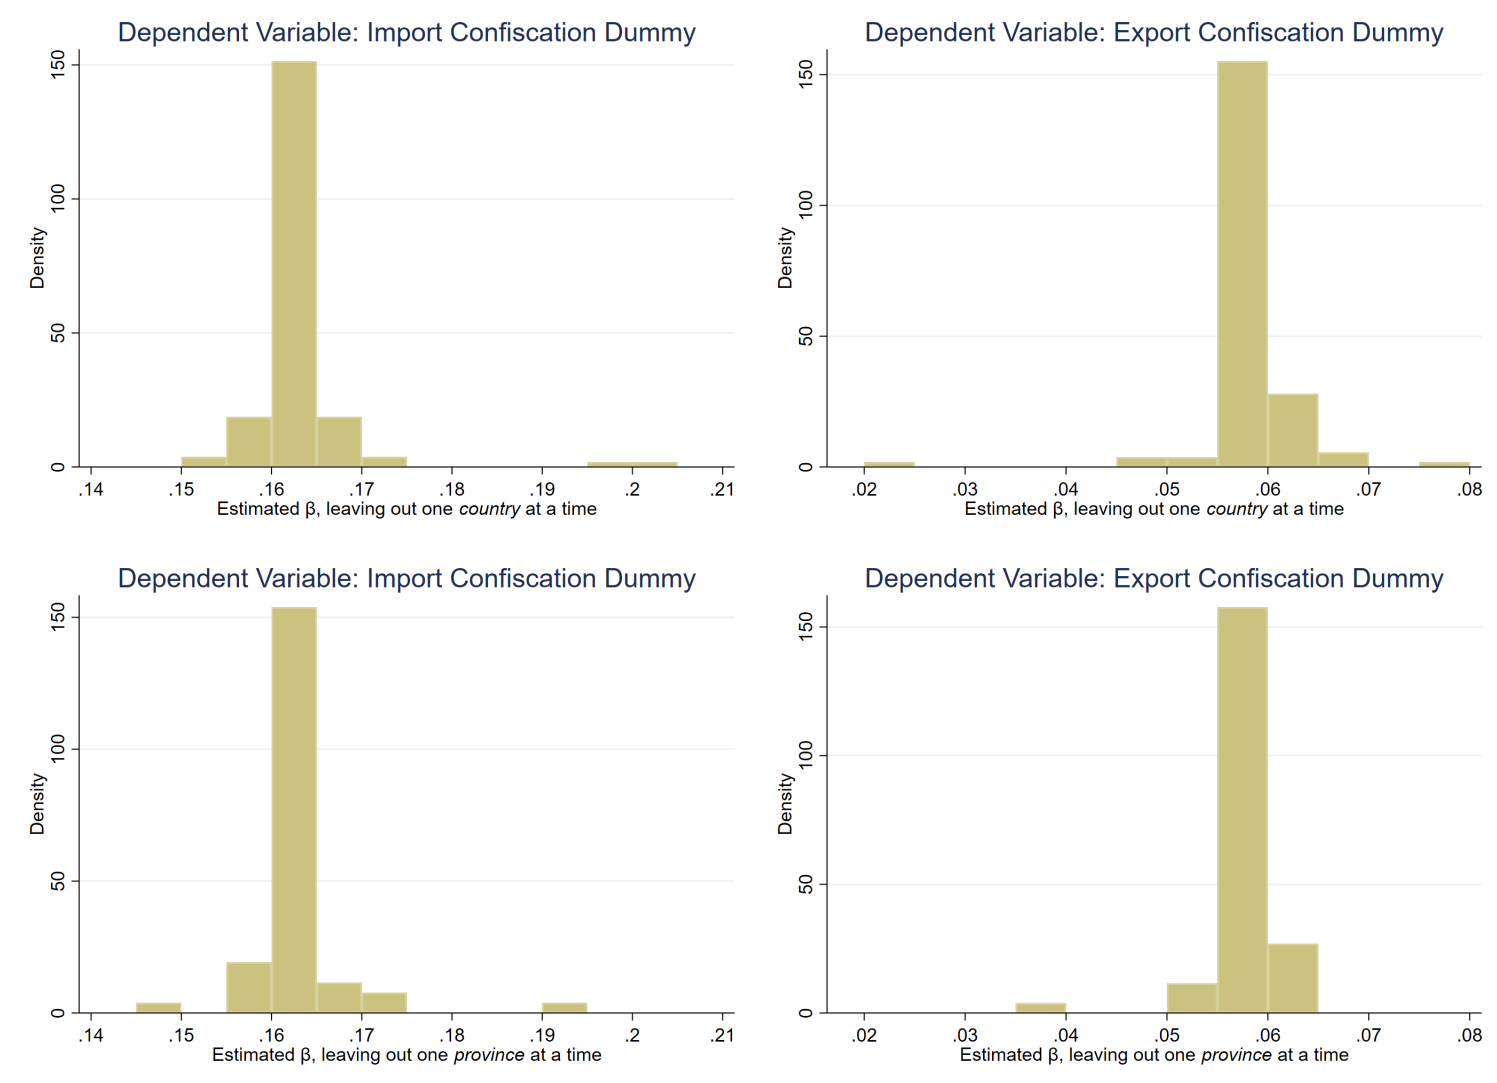 Dependent Variable: Import Confiscation Dummy
150
100
50
0
Density
.14 .15 .16 .17 .18 .19 .2 .21
Estimated β, leaving out one country at a time
Dependent Variable: Export Confiscation Dummy
150
100
50
0
Density
.02 .03 .04 .05 .06 .07 .08
Estimated β, leaving out one country at a time
Dependent Variable: Import Confiscation Dummy
150
100
50
0
Density
.14 .15 .16 .17 .18 .19 .2 .21
Estimated β, leaving out one province at a time
Dependent Variable: Export Confiscation Dummy
150
100
50
0
Density
.02 .03 .04 .05 .06 .07 .08
Estimated β, leaving out one province at a time